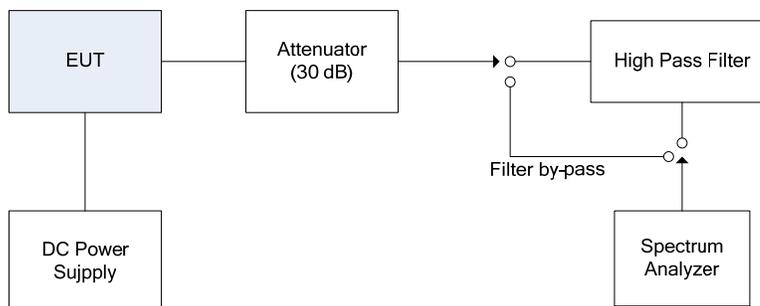 EUT
Attenuator
(30 dB)
High Pass Filter
Filter by-pass
DC Power
Sujpply
Spectrum
Analyzer